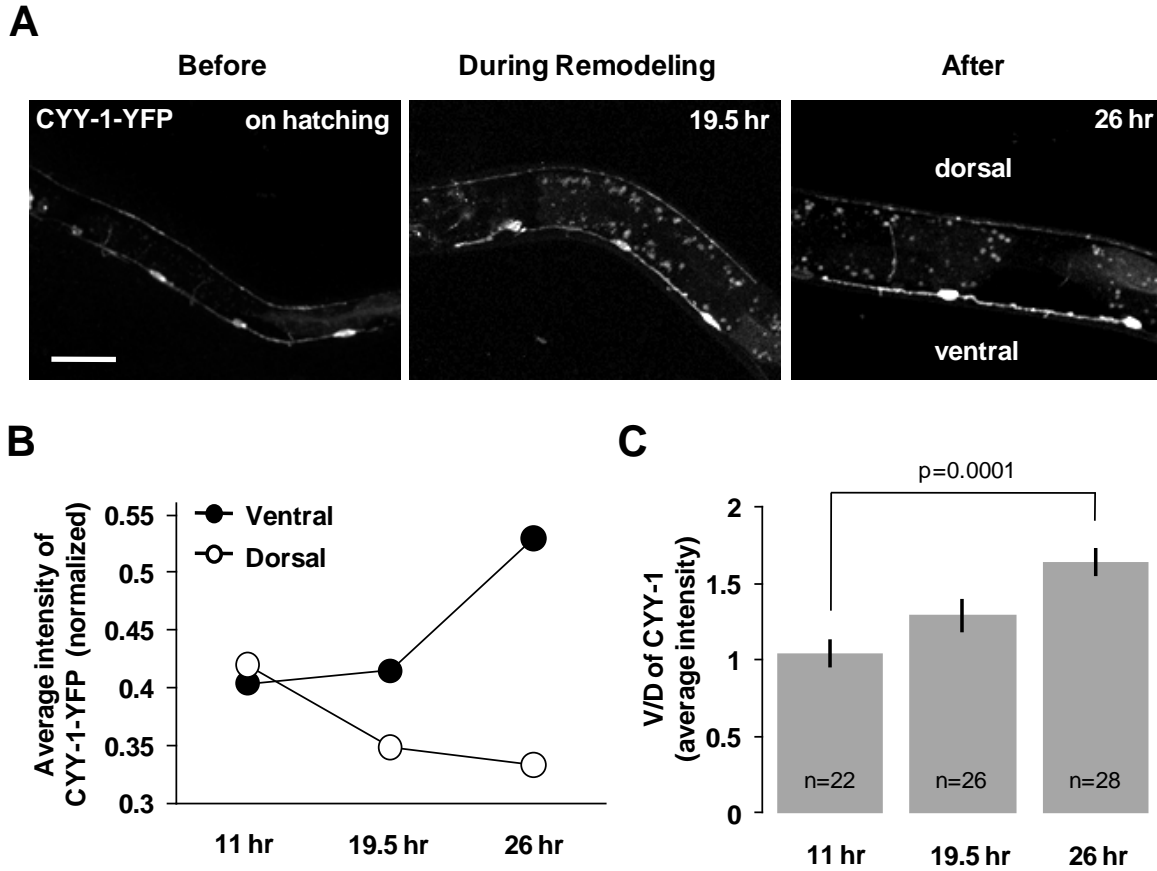 A
Before
During Remodeling
After
CYY-1-YFP
on hatching
19.5 hr
26 hr
dorsal
ventral
B
Average intensity of
CYY-1-YFP (normalized)
0.55
0.5
0.45
0.4
0.35
0.3
Ventral
Dorsal
11 hr
19.5 hr
26 hr
C
p=0.0001
V/D of CYY-1
(average intensity)
2
1.5
1
0.5
0
n=22
n=26
n=28
11 hr
19.5 hr
26 hr